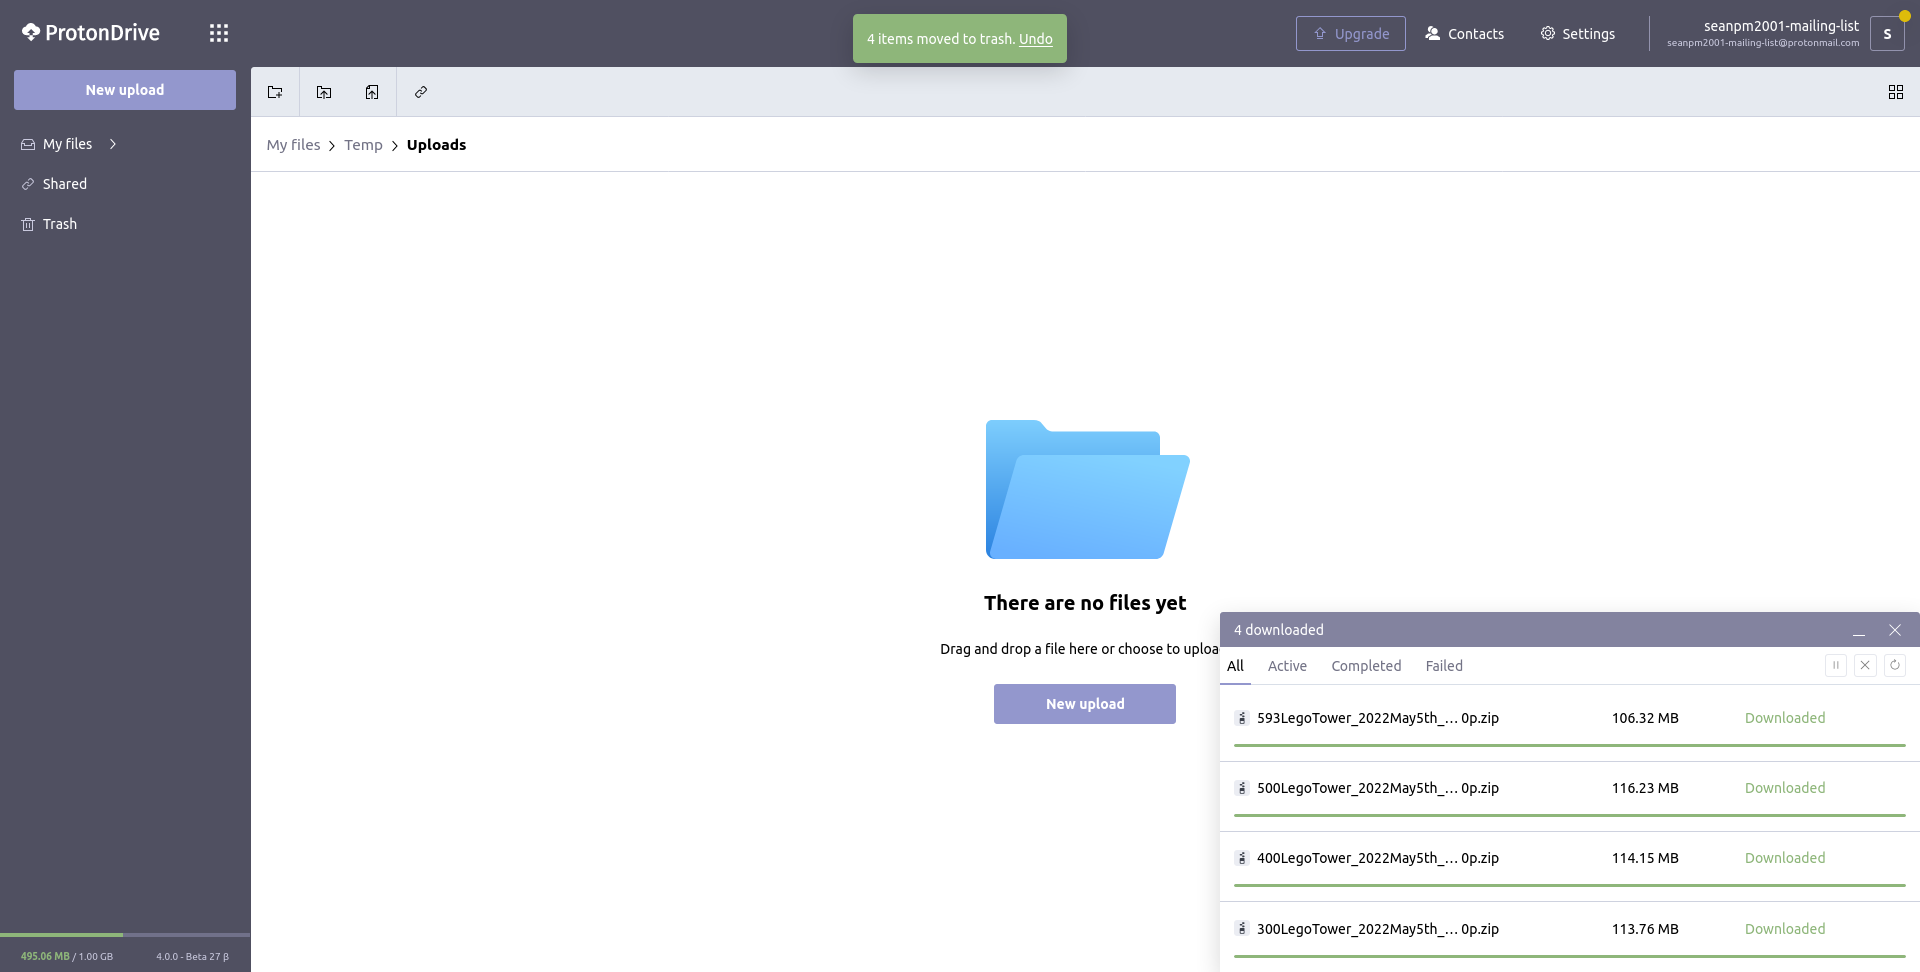 ProtonDrive
4 items moved to trash. Undo
Upgrade
Contacts
Settings
seanpm2001-mailing-list
seanpm2001-mailing-list@protonmail.com
S
New upload
My files
Shared
Trash
My files > Temp > Uploads
There are no files yet
Drag and drop a file here or choose to uploa
New upload
4 downloaded
All Active Completed Failed
593LegoTower_2022May5th_... 0p.zip 106.32 MB Downloaded
500LegoTower_2022May5th_... 0p.zip 116.23 MB Downloaded
400LegoTower_2022May5th_... 0p.zip 114.15 MB Downloaded
300LegoTower_2022May5th_... 0p.zip 113.76 MB Downloaded
495.06 MB / 1.00 GB 4.0.0 - Beta 27 β